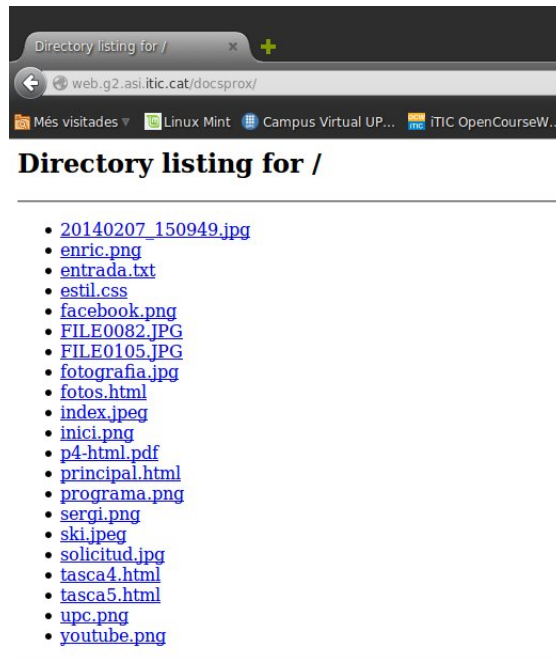 Directory listing for /
web.g2.asi.itic.cat/docsprox/
Més visitades Linux Mint Campus Virtual UP... iTIC OpenCourseW...
Directory listing for /
20140207_150949.jpg
enric.png
entrada.txt
estil.css
facebook.png
FILE0082.JPG
FILE0105.JPG
fotografia.jpg
fotos.html
index.jpeg
inici.png
p4-html.pdf
principal.html
programa.png
sergi.png
ski.jpeg
solicitud.jpg
tasca4.html
tasca5.html
upc.png
youtube.png